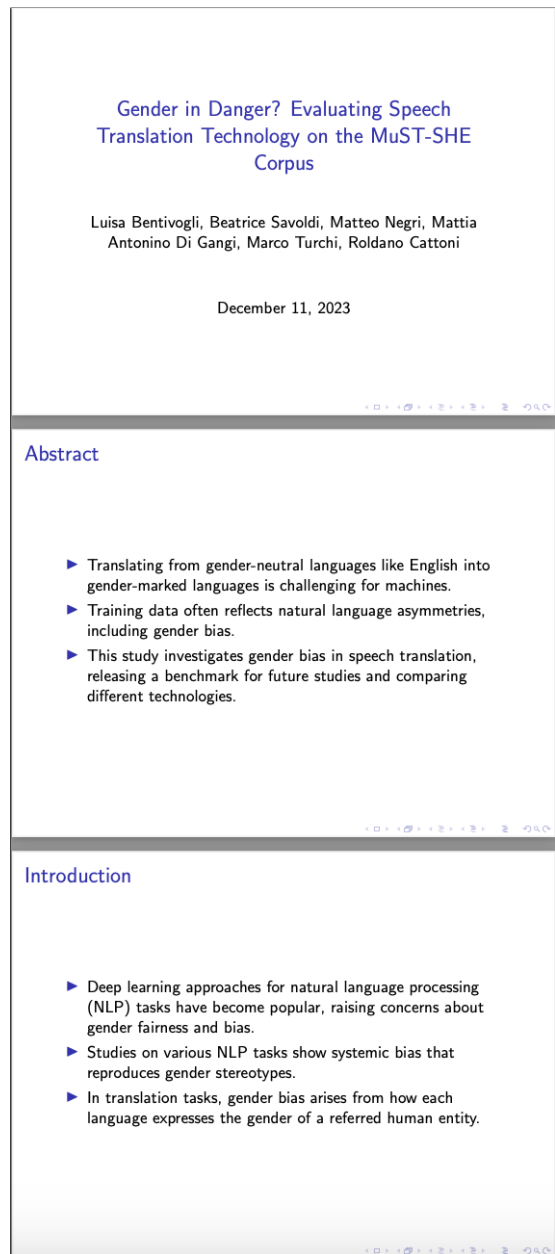 Gender in Danger? Evaluating Speech
Translation Technology on the MuST-SHE
Corpus
Luisa Bentivogli, Beatrice Savoldi, Matteo Negri, Mattia
Antonino Di Gangi, Marco Turchi, Roldano Cattoni
December 11, 2023
Abstract
Translating from gender-neutral languages like English into
gender-marked languages is challenging for machines.
Training data often reflects natural language asymmetries,
including gender bias.
This study investigates gender bias in speech translation,
releasing a benchmark for future studies and comparing
different technologies.
Introduction
Deep learning approaches for natural language processing
(NLP) tasks have become popular, raising concerns about
gender fairness and bias.
Studies on various NLP tasks show systemic bias that
reproduces gender stereotypes.
In translation tasks, gender bias arises from how each
language expresses the gender of a referred human entity.